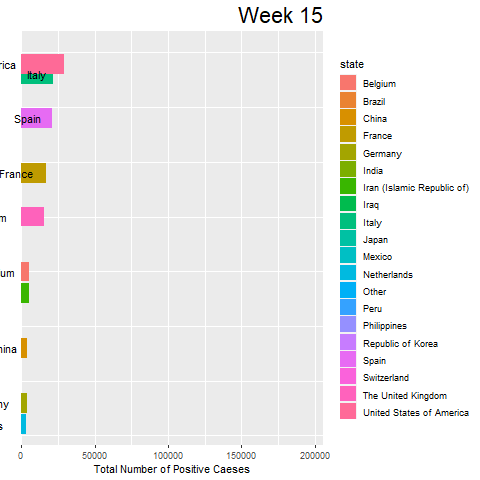 Week 15
rica
Italy
Spain
France
m
um
nina
ny
s
0
50000
100000
150000
200000
Total Number of Positive Caeses
state
Belgium
Brazil
China
France
Germany
India
Iran (Islamic Republic of)
Iraq
Italy
Japan
Mexico
Netherlands
Other
Peru
Philippines
Republic of Korea
Spain
Switzerland
The United Kingdom
United States of America